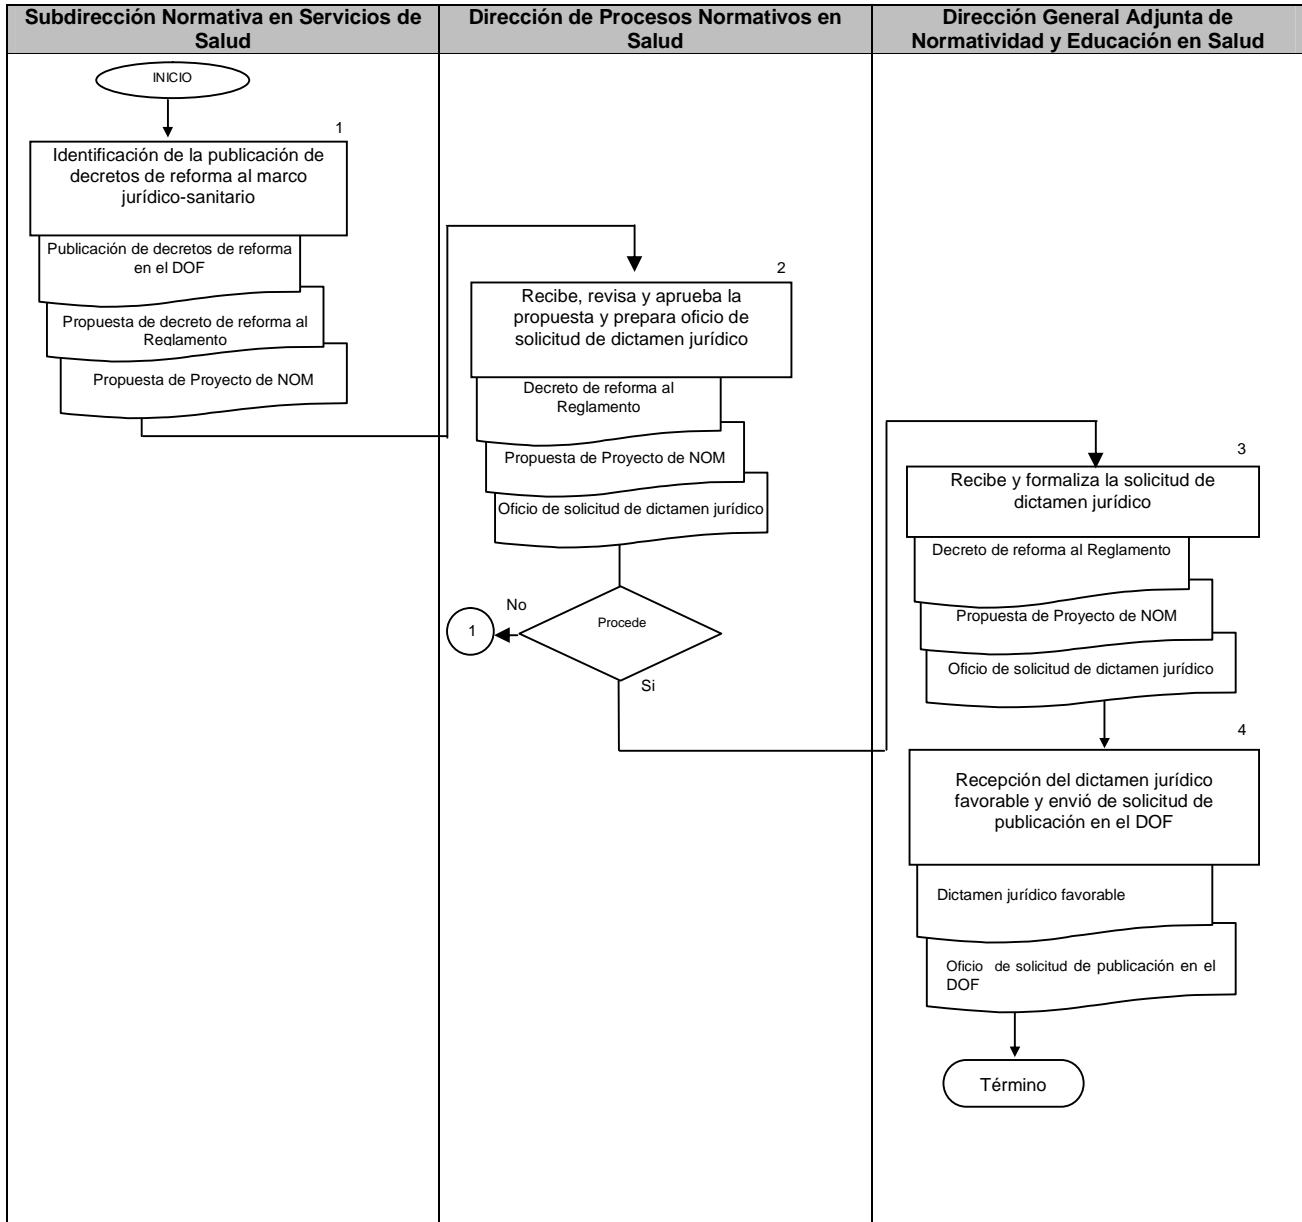 Subdirección Normativa en Servicios de
Salud
Dirección de Procesos Normativos en
Salud
Dirección General Adjunta de
Normatividad y Educación en Salud
INICIO
1
Identificación de la publicación de
decretos de reforma al marco
jurídico-sanitario
Publicación de decretos de reforma
en el DOF
Propuesta de decreto de reforma al
Reglamento
Propuesta de Proyecto de NOM
2
Recibe, revisa y aprueba la
propuesta y prepara oficio de
solicitud de dictamen jurídico
Decreto de reforma al
Reglamento
Propuesta de Proyecto de NOM
Oficio de solicitud de dictamen jurídico
No
1
Procede
Si
3
Recibe y formaliza la solicitud de
dictamen jurídico
Decreto de reforma al Reglamento
Propuesta de Proyecto de NOM
Oficio de solicitud de dictamen jurídico
4
Recepción del dictamen jurídico
favorable y envió de solicitud de
publicación en el DOF
Dictamen jurídico favorable
Oficio de solicitud de publicación en el
DOF
Término